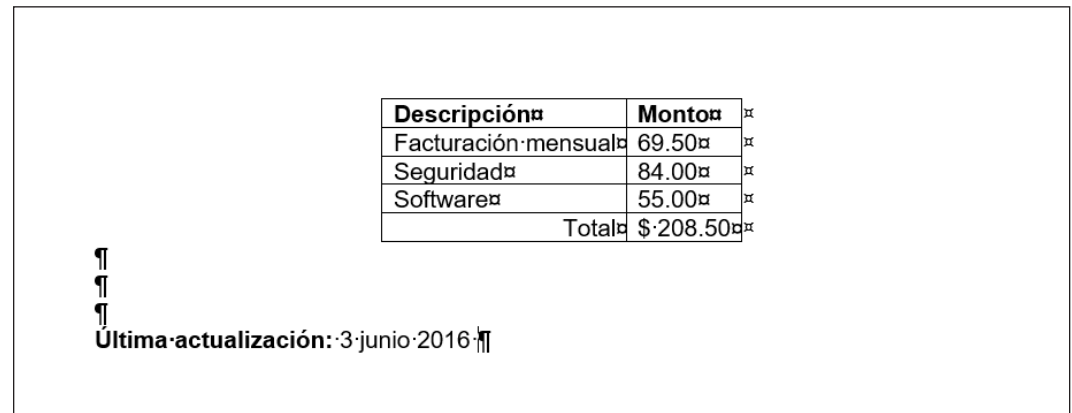 Descripción¤ Monto¤ ¤
Facturación·mensual¤ 69.50¤ ¤
Seguridad¤ 84.00¤ ¤
Software¤ 55.00¤ ¤
Total¤ $·208.50¤¤
¶
¶
¶
Última·actualización:·3·junio·2016·¶